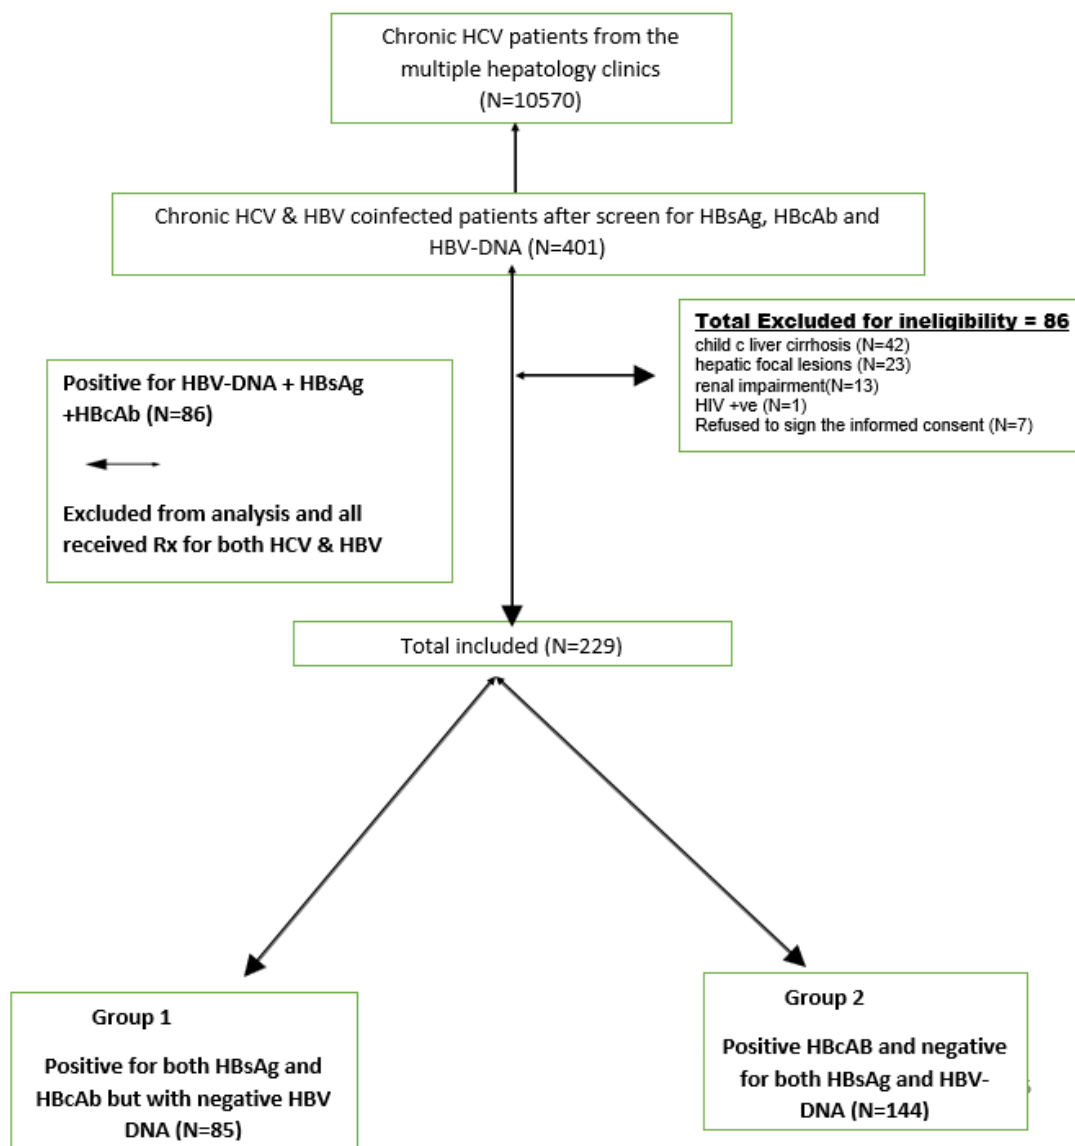 Chronic HCV patients from the
multiple hepatology clinics
(N=10570)
Chronic HCV & HBV coinfected patients after screen for HBsAg, HBcAb and
HBV-DNA (N=401)
Total Excluded for ineligibility = 86
child c liver cirrhosis (N=42)
hepatic focal lesions (N=23)
renal impairment(N=13)
HIV +ve (N=1)
Refused to sign the informed consent (N=7)
Positive for HBV-DNA + HBsAg
+HBcAb (N=86)
Excluded from analysis and all
received Rx for both HCV & HBV
Total included (N=229)
Group 1
Positive for both HBsAg and
HBcAb but with negative HBV
DNA (N=85)
Group 2
Positive HBcAB and negative
for both HBsAg and HBV-
DNA (N=144)